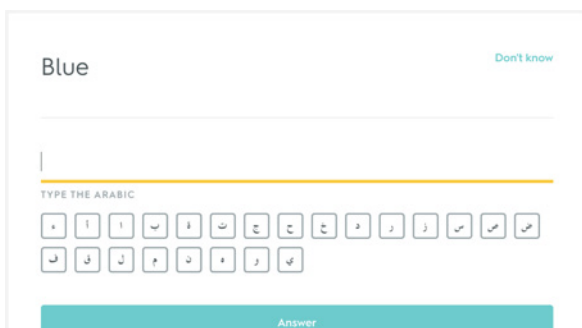 Blue
Don't know
TYPE THE ARABIC
ء أ ا ب ة ت ج ح خ د ر ز س ص ض
ف ق ل م ن ه و ي
Answer